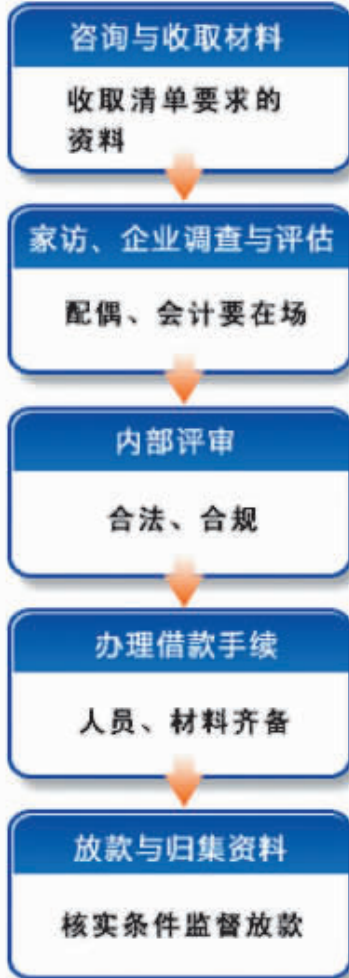 咨询与收取材料
收取清单要求的
资料
家访、企业调查与评估
配偶、会计要在场
内部评审
合法、合规
办理借款手续
人员、材料齐备
放款与归集资料
核实条件监督放款